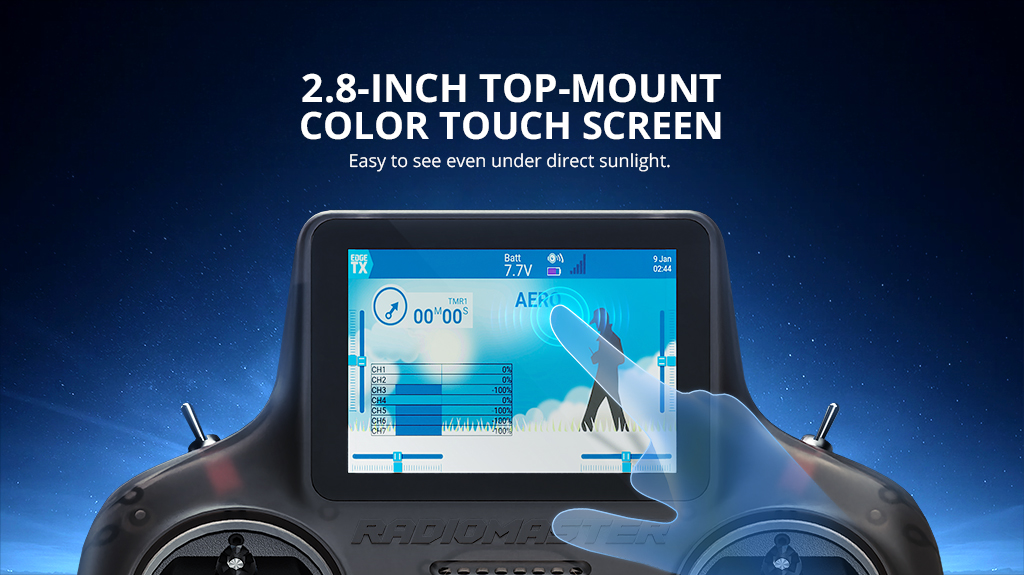 2.8-INCH TOP-MOUNT
COLOR TOUCH SCREEN
Easy to see even under direct sunlight.
EDGE
TX
Batt
7.7V
9 Jan
02:44
TMR1
00M00S
AERO
CH1 0%
CH2 0%
CH3 -100%
CH4 0%
CH5 -100%
CH6 -100%
CH7 -100%
RADIOMASTER